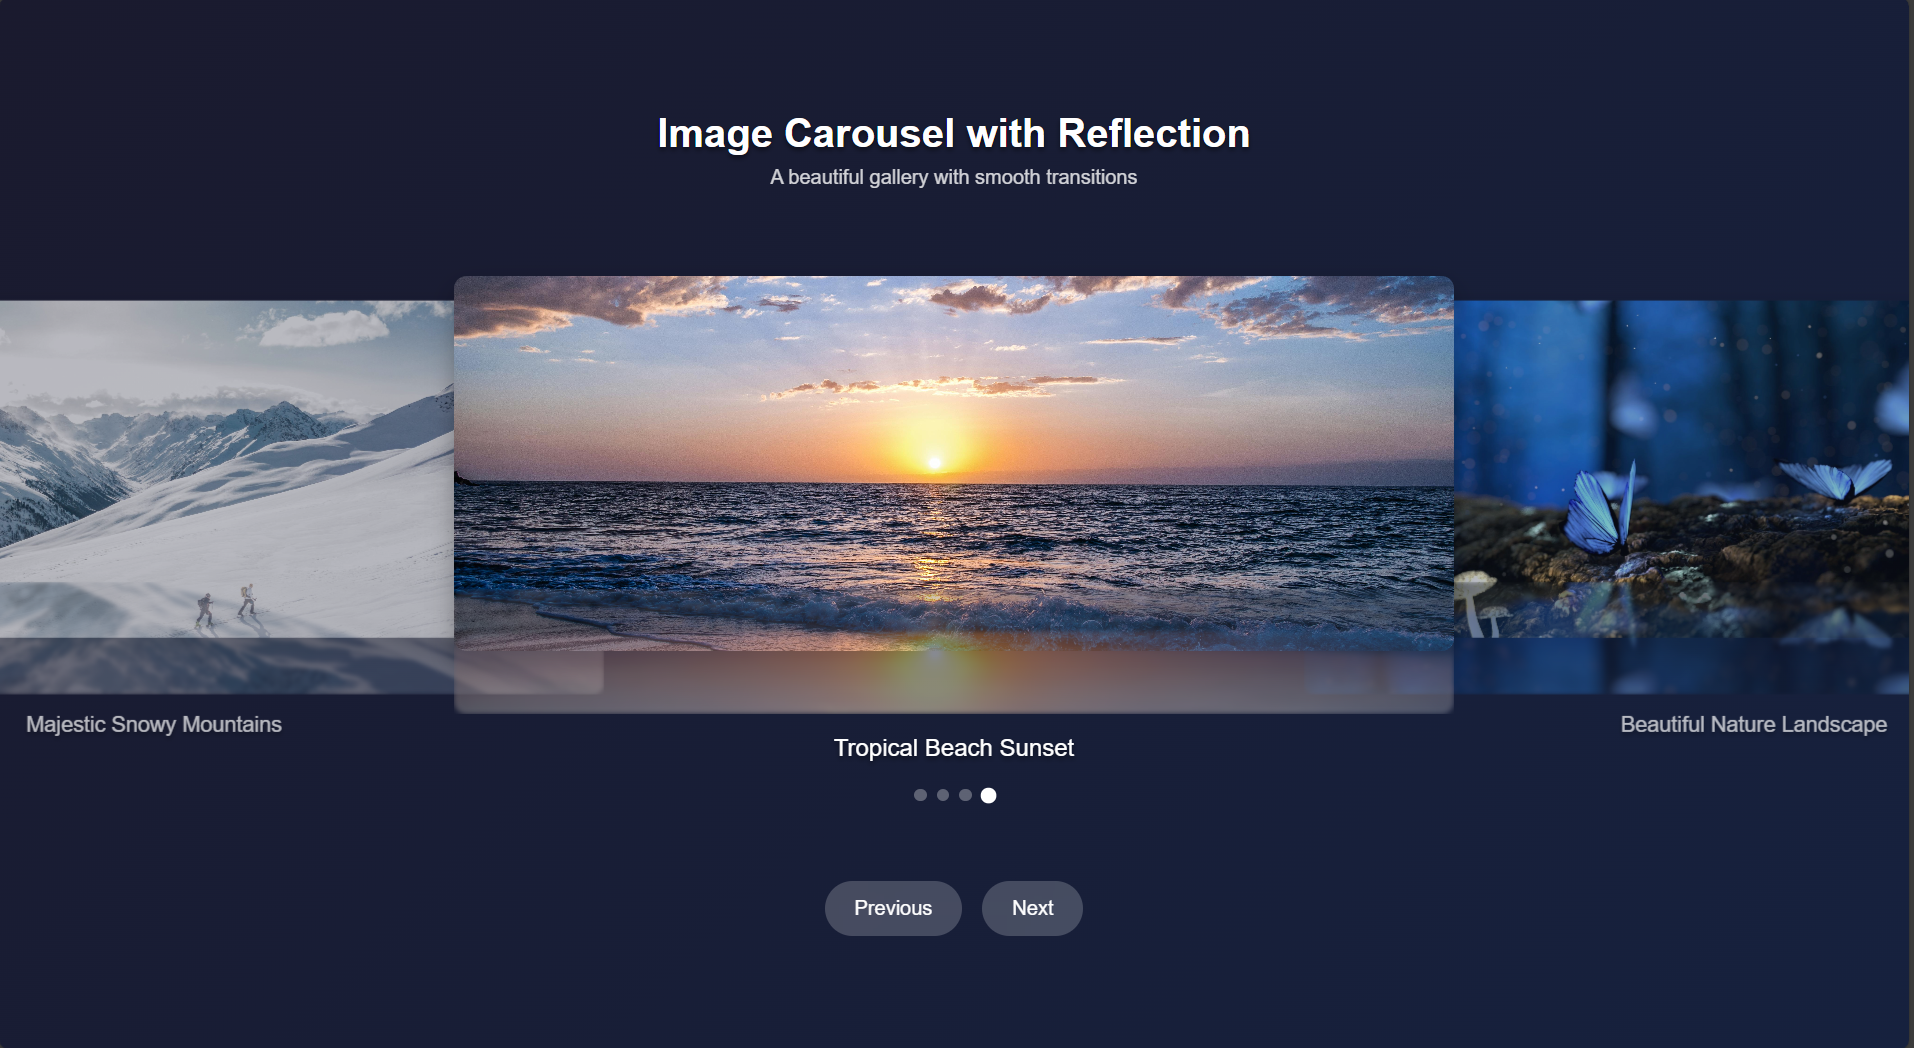 Image Carousel with Reflection
A beautiful gallery with smooth transitions
Majestic Snowy Mountains
Tropical Beach Sunset
Beautiful Nature Landscape
Previous
Next